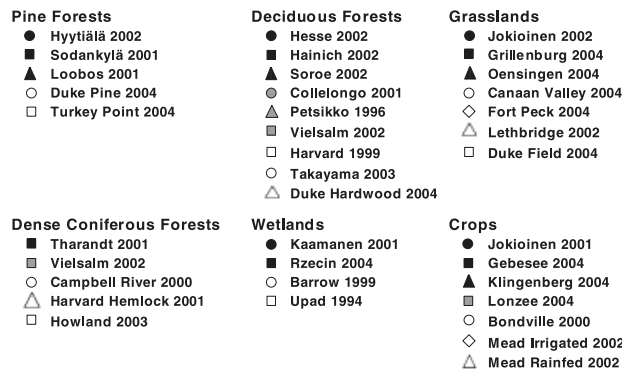 Pine Forests
Hyytiälä 2002
Sodankylä 2001
Loobos 2001
Duke Pine 2004
Turkey Point 2004
Deciduous Forests
Hesse 2002
Hainich 2002
Soroe 2002
Collelongo 2001
Petsikko 1996
Vielsalm 2002
Harvard 1999
Takayama 2003
Duke Hardwood 2004
Grasslands
Jokioinen 2002
Grillenburg 2004
Oensingen 2004
Canaan Valley 2004
Fort Peck 2004
Lethbridge 2002
Duke Field 2004
Dense Coniferous Forests
Tharandt 2001
Vielsalm 2002
Campbell River 2000
Harvard Hemlock 2001
Howland 2003
Wetlands
Kaamanen 2001
Rzecin 2004
Barrow 1999
Upad 1994
Crops
Jokioinen 2001
Gebesee 2004
Klingenberg 2004
Lonzee 2004
Bondville 2000
Mead Irrigated 2002
Mead Rainfed 2002